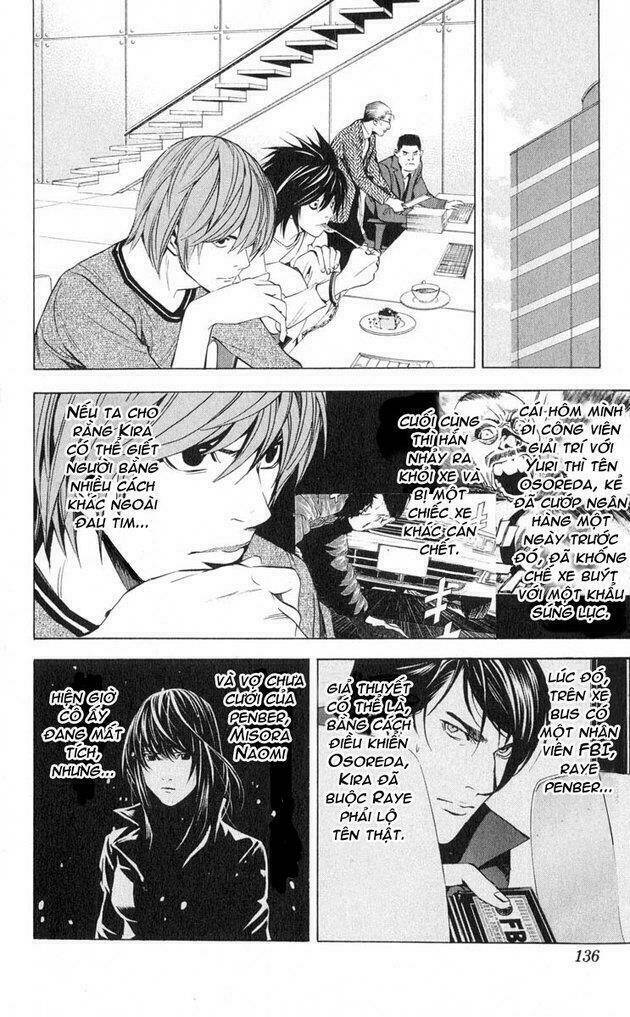 CÁI HÔM MÌNH
ĐI CÔNG VIÊN
GIẢI TRÍ VỚI
YURI THÌ TÊN
OSOREDA, KẺ
ĐÃ CƯỚP NGÂN
HÀNG MỘT
NGÀY TRƯỚC
ĐÓ, ĐÃ KHỐNG
CHẾ XE BUÝT
VỚI MỘT KHẨU
SÚNG LỤC.
CUỐI CÙNG
THÌ HẮN
NHẢY RA
KHỎI XE VÀ
BỊ MỘT
CHIẾC XE
KHÁC CÁN
CHẾT.
NẾU TA CHO
RẰNG KIRA
CÓ THỂ GIẾT
NGƯỜI BẰNG
NHIỀU CÁCH
KHÁC NGOÀI
ĐAU TIM...
LÚC ĐÓ,
TRÊN XE
BUS CÓ
MỘT NHÂN
VIÊN FBI,
RAYE
PENBER...
GIẢ THUYẾT
CÓ THỂ LÀ,
BẰNG CÁCH
ĐIỀU KHIỂN
OSOREDA,
KIRA ĐÃ
BUỘC RAYE
PHẢI LỘ
TÊN THẬT.
FB
VÀ VỢ CHƯA
CƯỚI CỦA
PENBER,
MISORA
NAOMI
HIỆN GIỜ
CÔ ẤY
ĐANG MẤT
TÍCH,
NHƯNG...
136